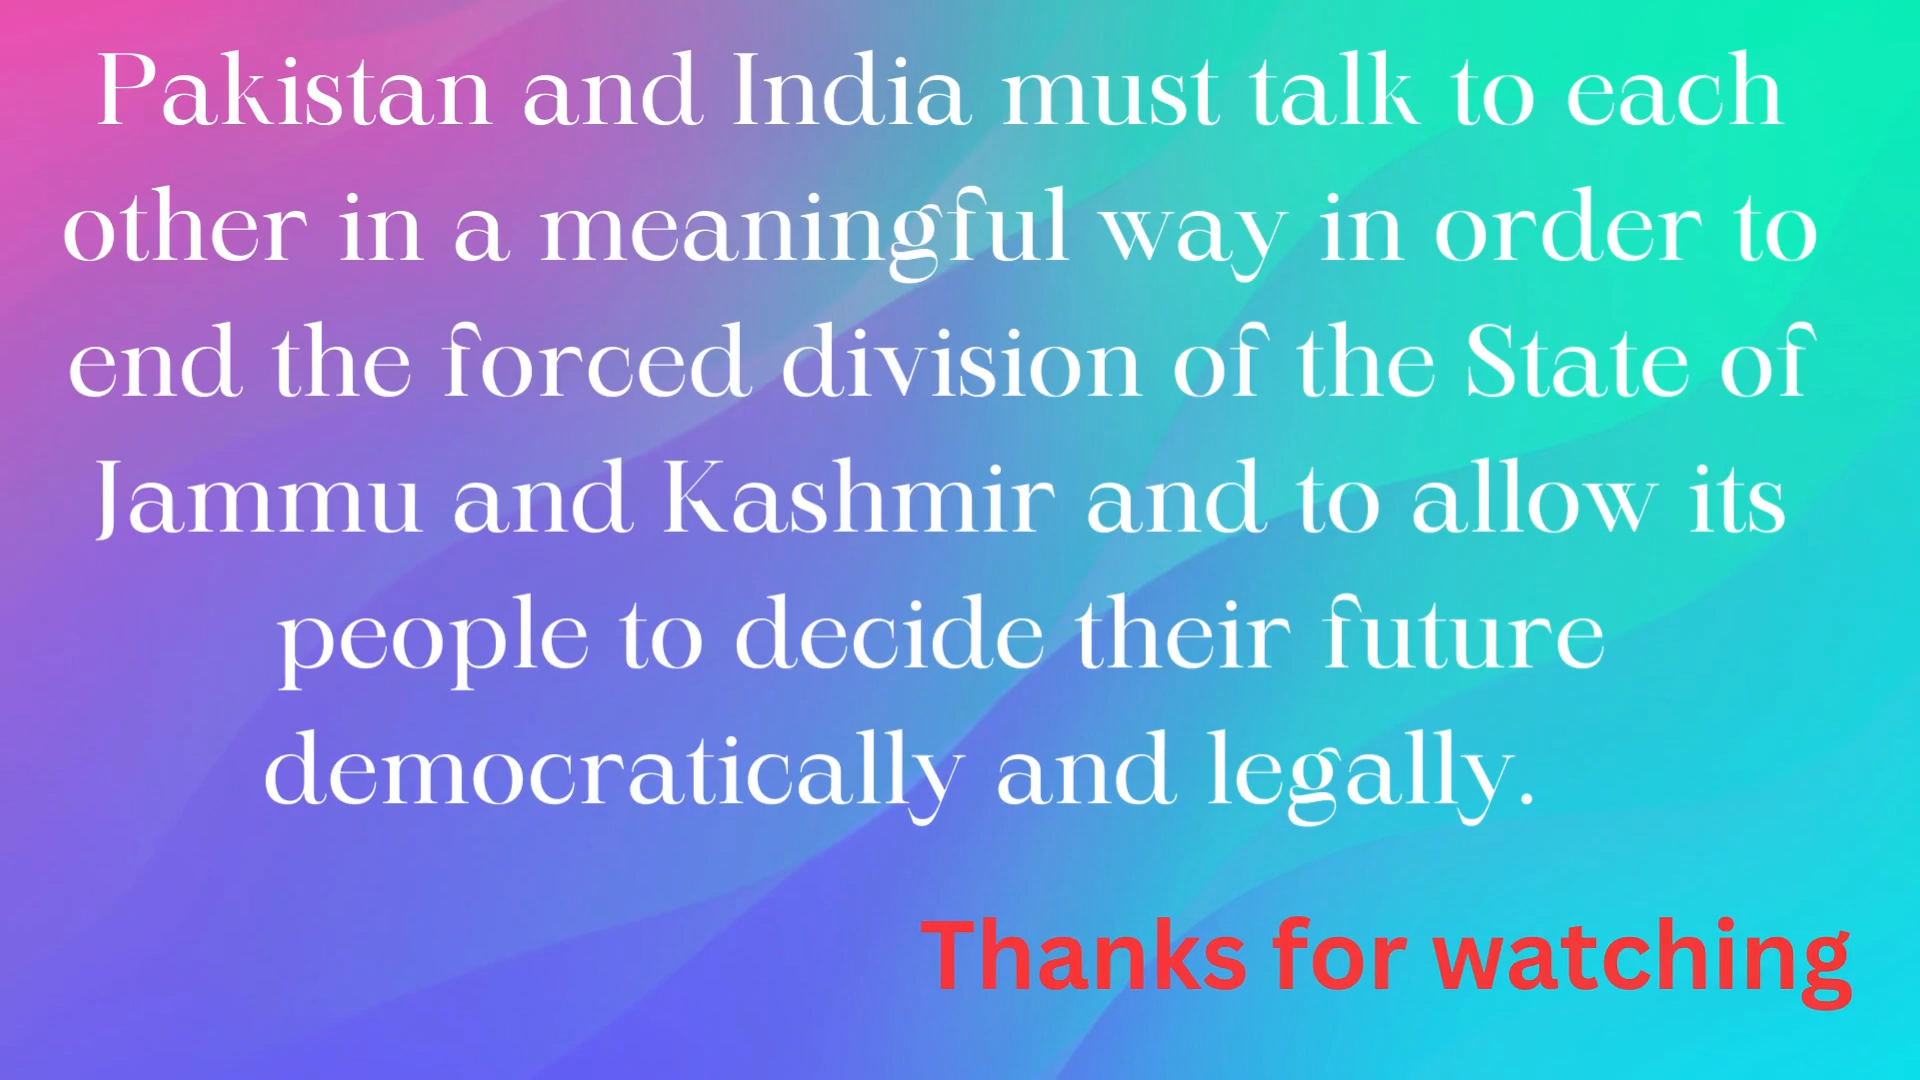 Pakistan and India must talk to each
other in a meaningful way in order to
end the forced division of the State of
Jammu and Kashmir and to allow its
people to decide their future
democratically and legally.
Thanks for watching